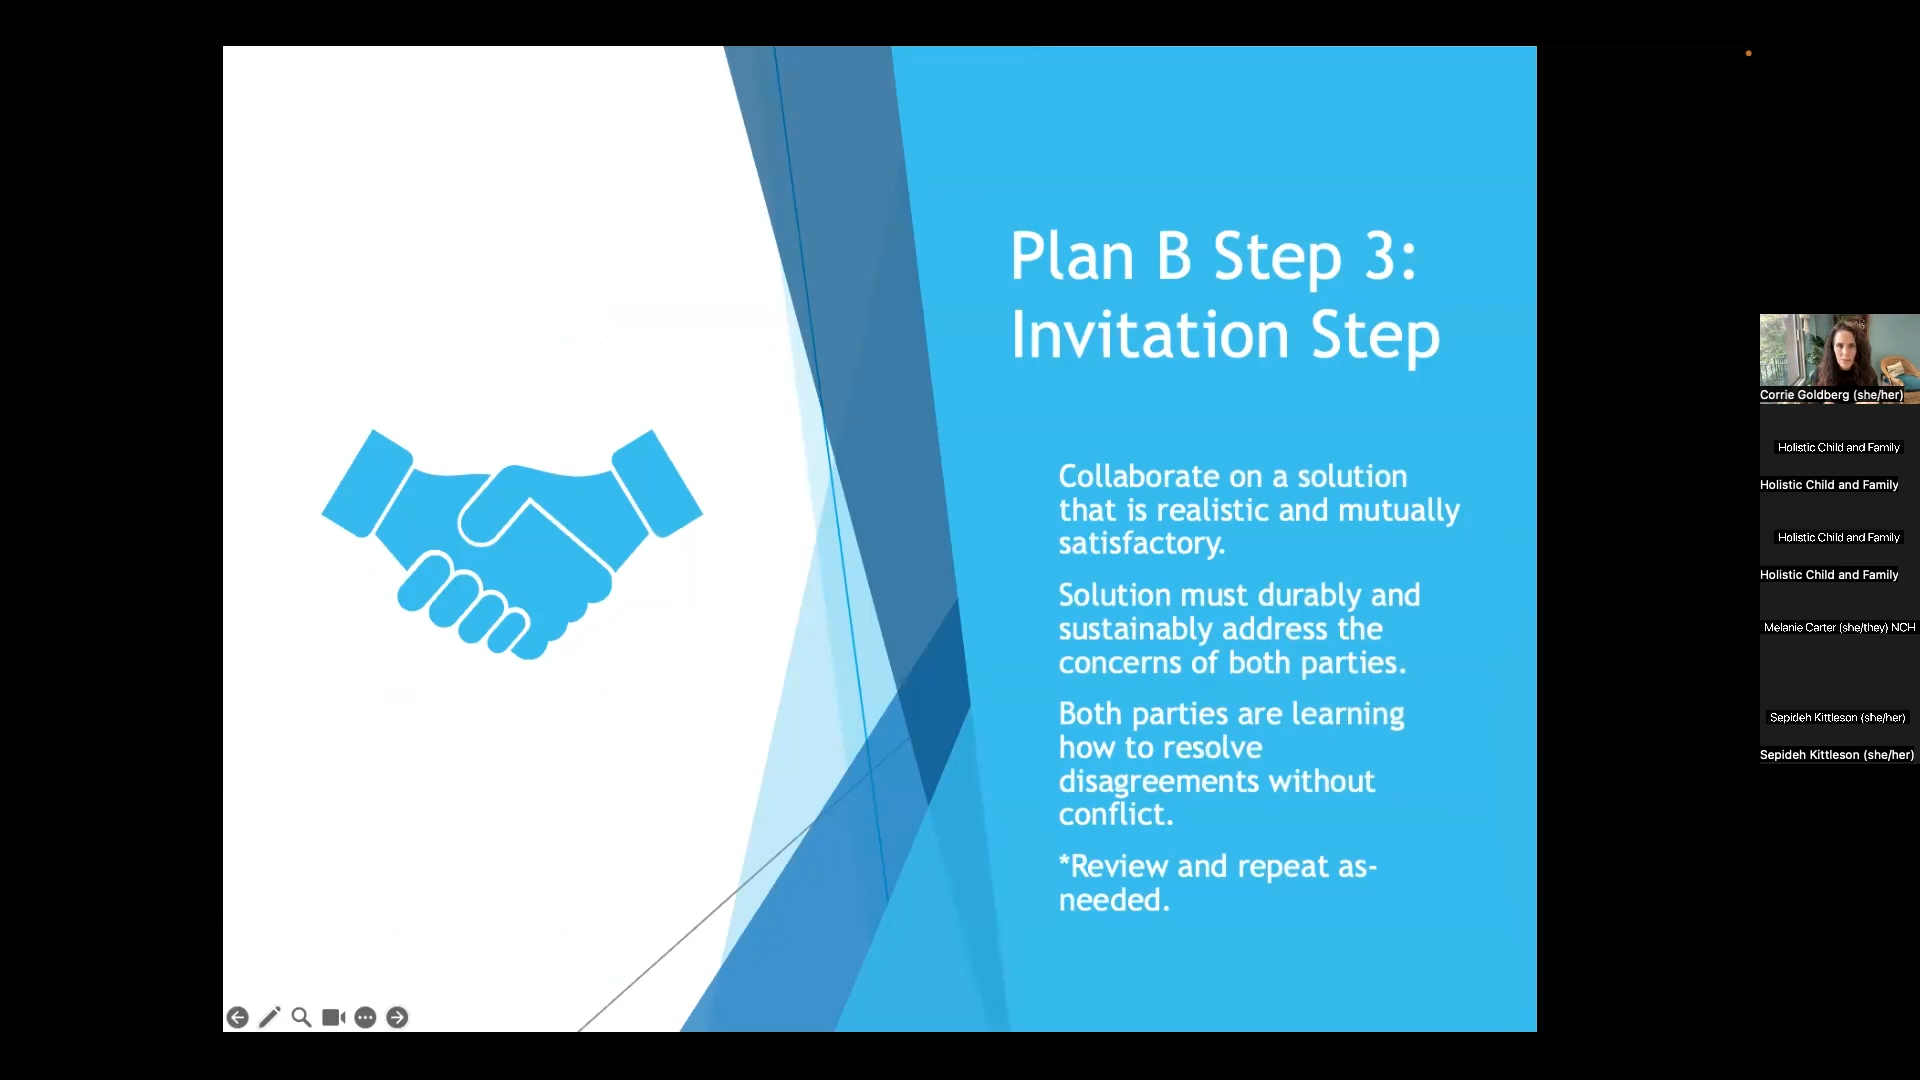 Plan B Step 3:
Invitation Step
Collaborate on a solution
that is realistic and mutually
satisfactory.
Solution must durably and
sustainably address the
concerns of both parties.
Both parties are learning
how to resolve
disagreements without
conflict.
*Review and repeat as-
needed.
Corrie Goldberg (she/her)
Holistic Child and Family
Holistic Child and Family
Holistic Child and Family
Holistic Child and Family
Melanie Carter (she/they) NCH
Sepideh Kittleson (she/her)
Sepideh Kittleson (she/her)